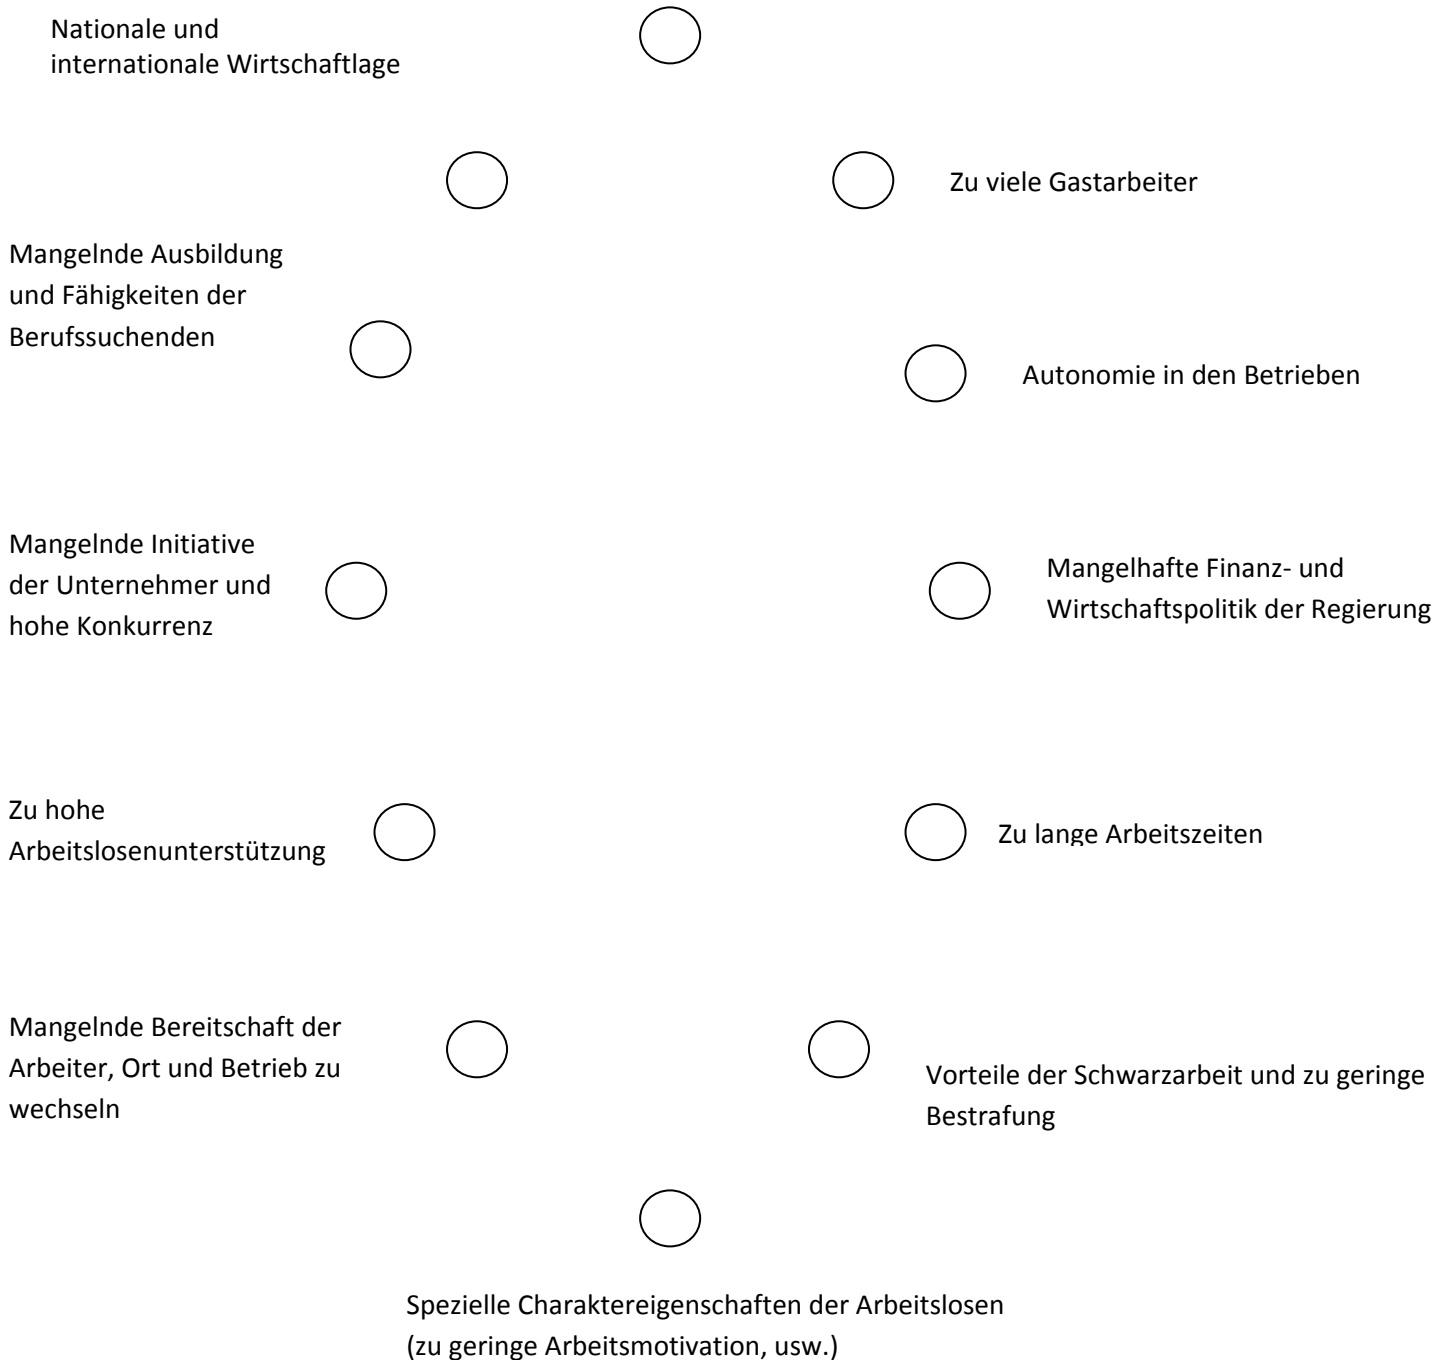 Nationale und
internationale Wirtschaftlage
Zu viele Gastarbeiter
Mangelnde Ausbildung
und Fähigkeiten der
Berufssuchenden
Autonomie in den Betrieben
Mangelnde Initiative
der Unternehmer und
hohe Konkurrenz
Mangelhafte Finanz- und
Wirtschaftspolitik der Regierung
Zu hohe
Arbeitslosenunterstützung
Zu lange Arbeitszeiten
Mangelnde Bereitschaft der
Arbeiter, Ort und Betrieb zu
wechseln
Vorteile der Schwarzarbeit und zu geringe
Bestrafung
Spezielle Charaktereigenschaften der Arbeitslosen
(zu geringe Arbeitsmotivation, usw.)